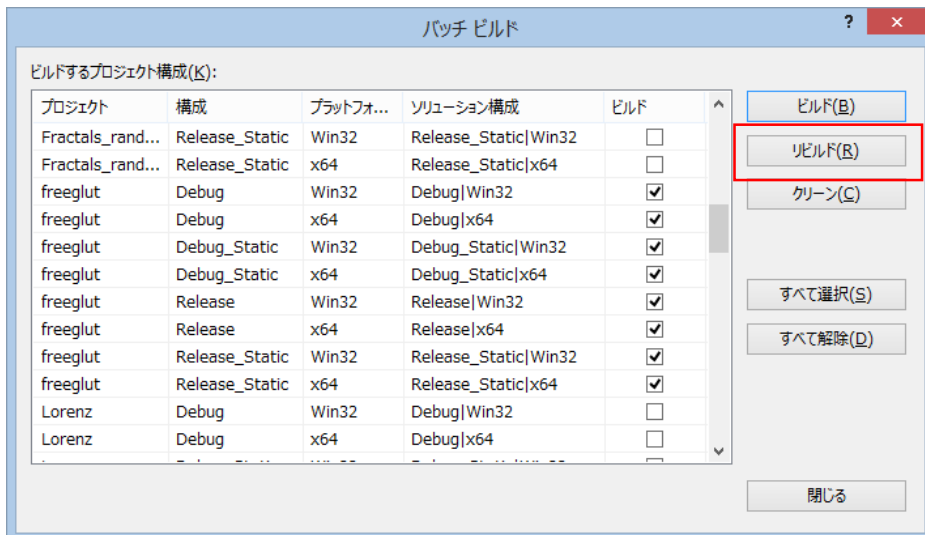 バッチ ビルド
?
×
ビルドするプロジェクト構成(K):
プロジェクト 構成 プラットフォ... ソリューション構成 ビルド
Fractals_rand... Release_Static Win32 Release_Static|Win32
Fractals_rand... Release_Static x64 Release_Static|x64
freeglut Debug Win32 Debug|Win32
freeglut Debug x64 Debug|x64
freeglut Debug_Static Win32 Debug_Static|Win32
freeglut Debug_Static x64 Debug_Static|x64
freeglut Release Win32 Release|Win32
freeglut Release x64 Release|x64
freeglut Release_Static Win32 Release_Static|Win32
freeglut Release_Static x64 Release_Static|x64
Lorenz Debug Win32 Debug|Win32
Lorenz Debug x64 Debug|x64
ビルド(B)
リビルド(R)
クリーン(C)
すべて選択(S)
すべて解除(D)
閉じる